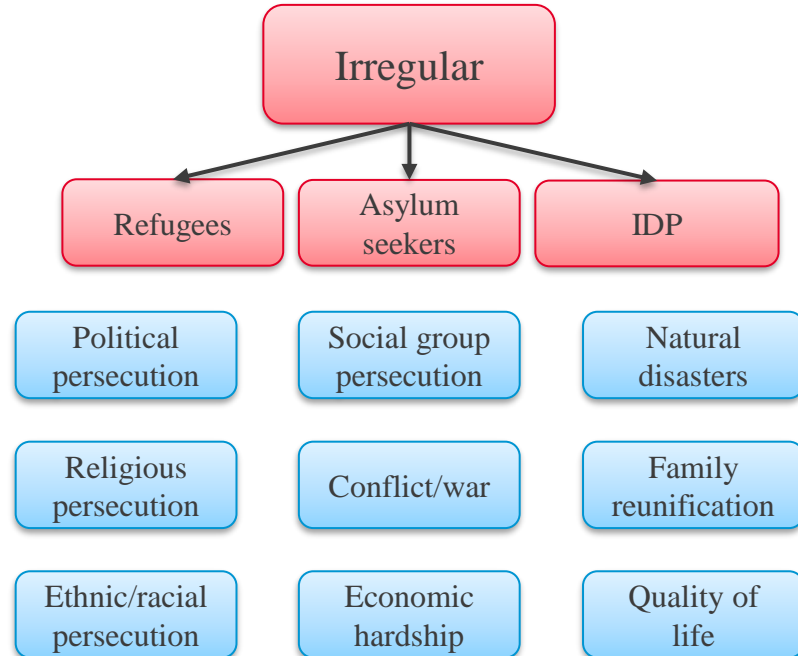 Irregular
Refugees
Asylum
seekers
IDP
Political
persecution
Social group
persecution
Natural
disasters
Religious
persecution
Conflict/war
Family
reunification
Ethnic/racial
persecution
Economic
hardship
Quality of
life